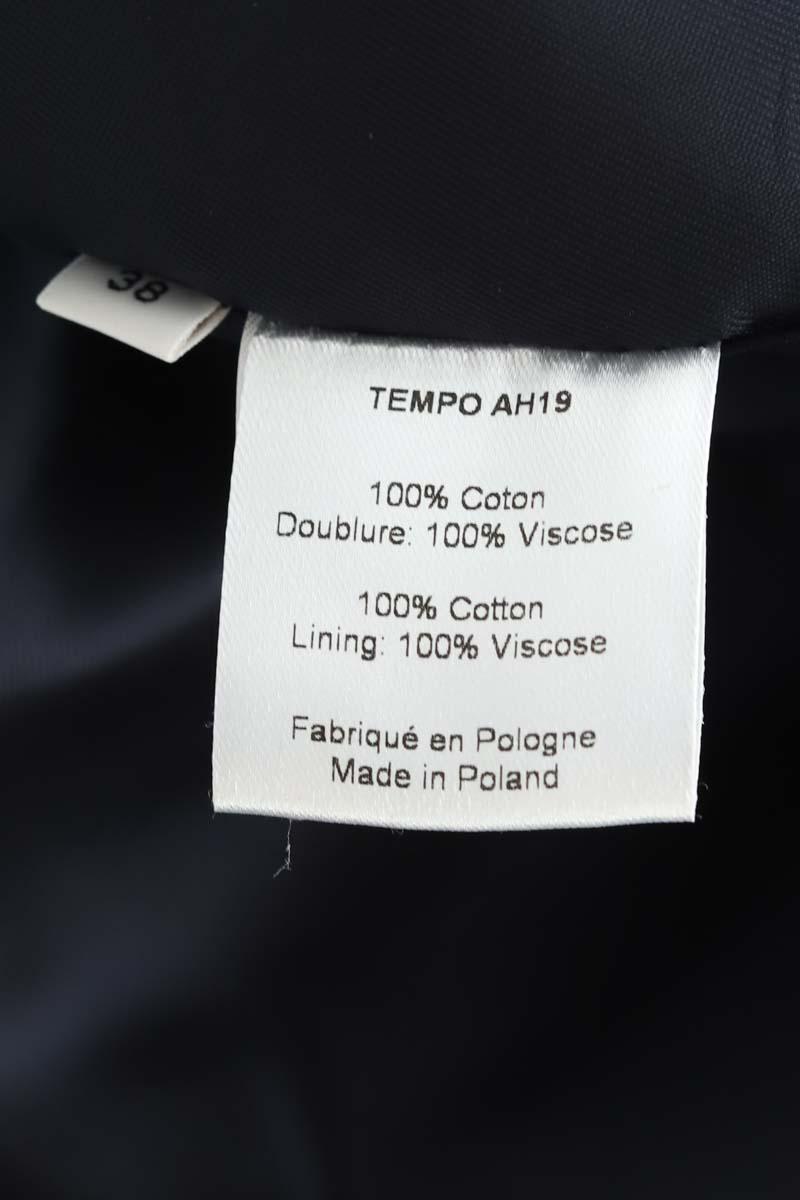 38
TEMPO AH19
100% Coton
Doublure: 100% Viscose
100% Cotton
Lining: 100% Viscose
Fabriqué en Pologne
Made in Poland